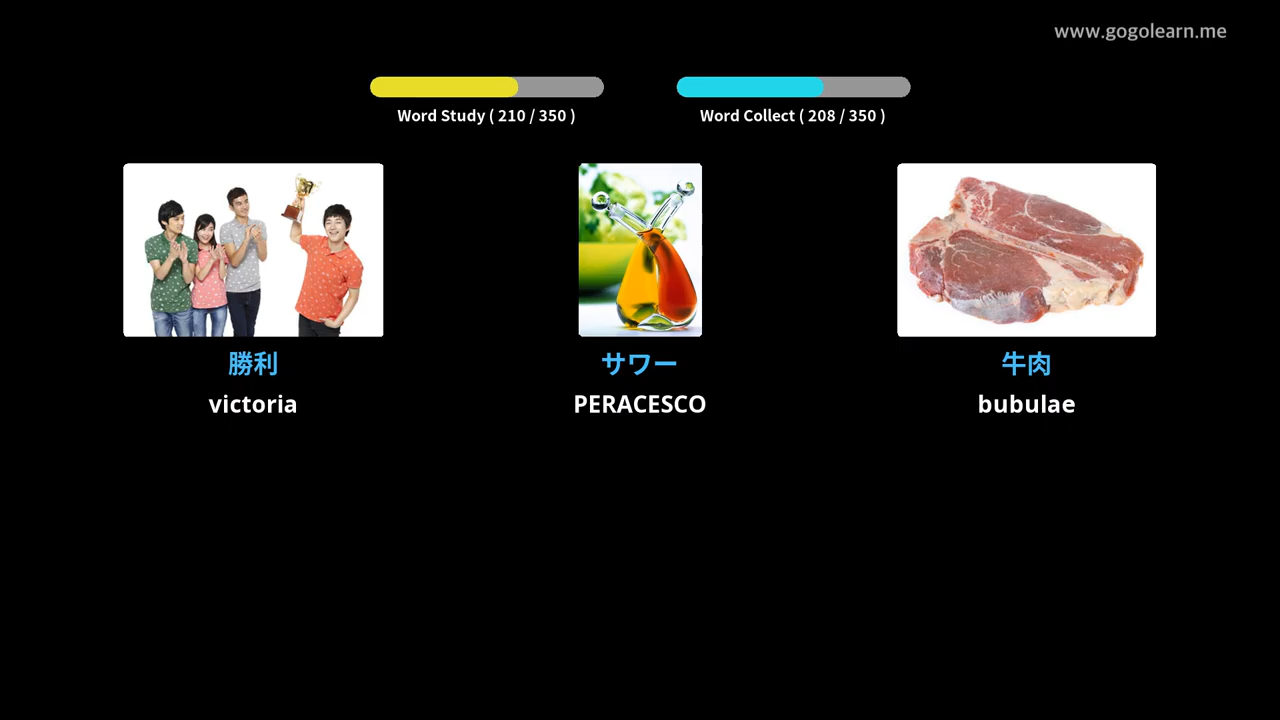 www.gogolearn.me
Word Study ( 210 / 350 )
Word Collect ( 208 / 350 )
勝利
サワー
牛肉
victoria
PERACESCO
bubulae